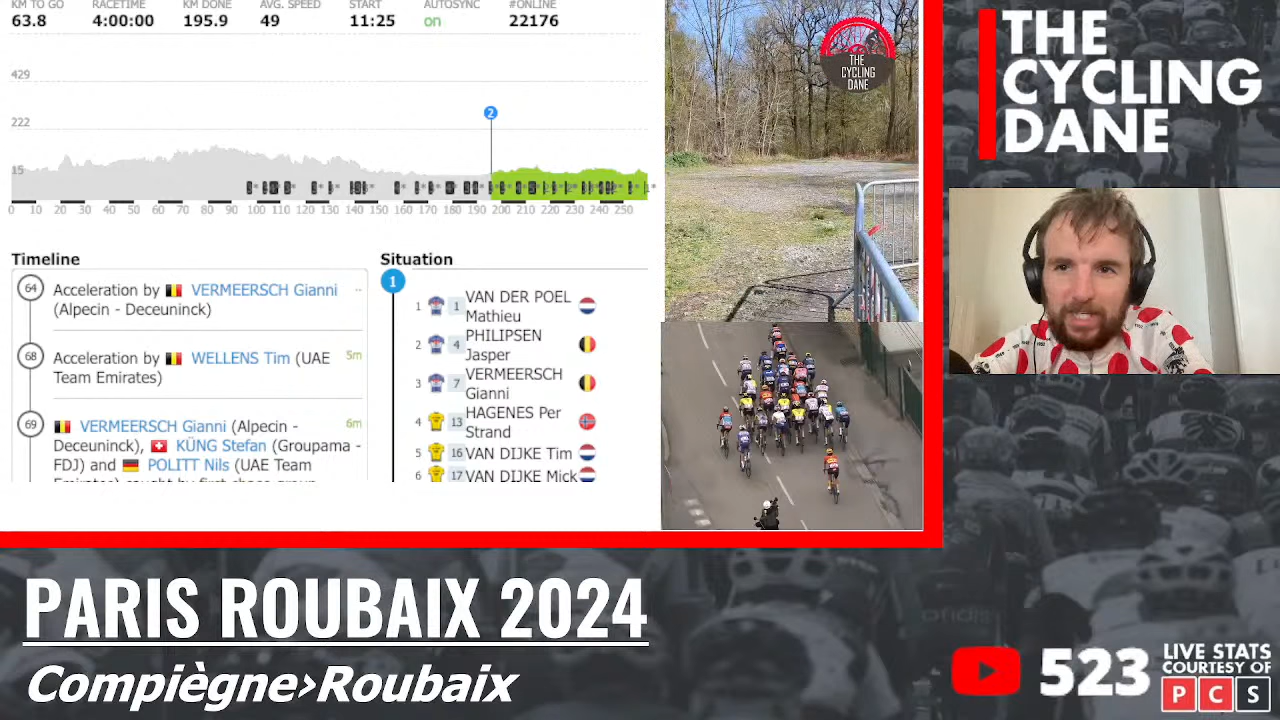 KM TO GO RACETIME KM DONE AVG. SPEED START AUTOSYNC #ONLINE
63.8 4:00:00 195.9 49 11:25 on 22176
429
222
15
2
0 10 20 30 40 50 60 70 80 90 100 110 120 130 140 150 160 170 180 190 200 210 220 230 240 250
Timeline
64 Acceleration by VERMEERSCH Gianni
(Alpecin - Deceuninck)
68 Acceleration by WELLENS Tim (UAE 5m
Team Emirates)
69 VERMEERSCH Gianni (Alpecin - 6m
Deceuninck), KÜNG Stefan (Groupama -
FDJ) and POLITT Nils (UAE Team
Situation
1
1 1 VAN DER POEL
Mathieu
2 4 PHILIPSEN
Jasper
3 7 VERMEERSCH
Gianni
4 13 HAGENES Per
Strand
5 16 VAN DIJKE Tim
6 17 VAN DIJKE Mick
THE
CYCLING
DANE
THE
CYCLING
DANE
PARIS ROUBAIX 2024
Compiègne›Roubaix
523
LIVE STATS
COURTESY OF
P C S